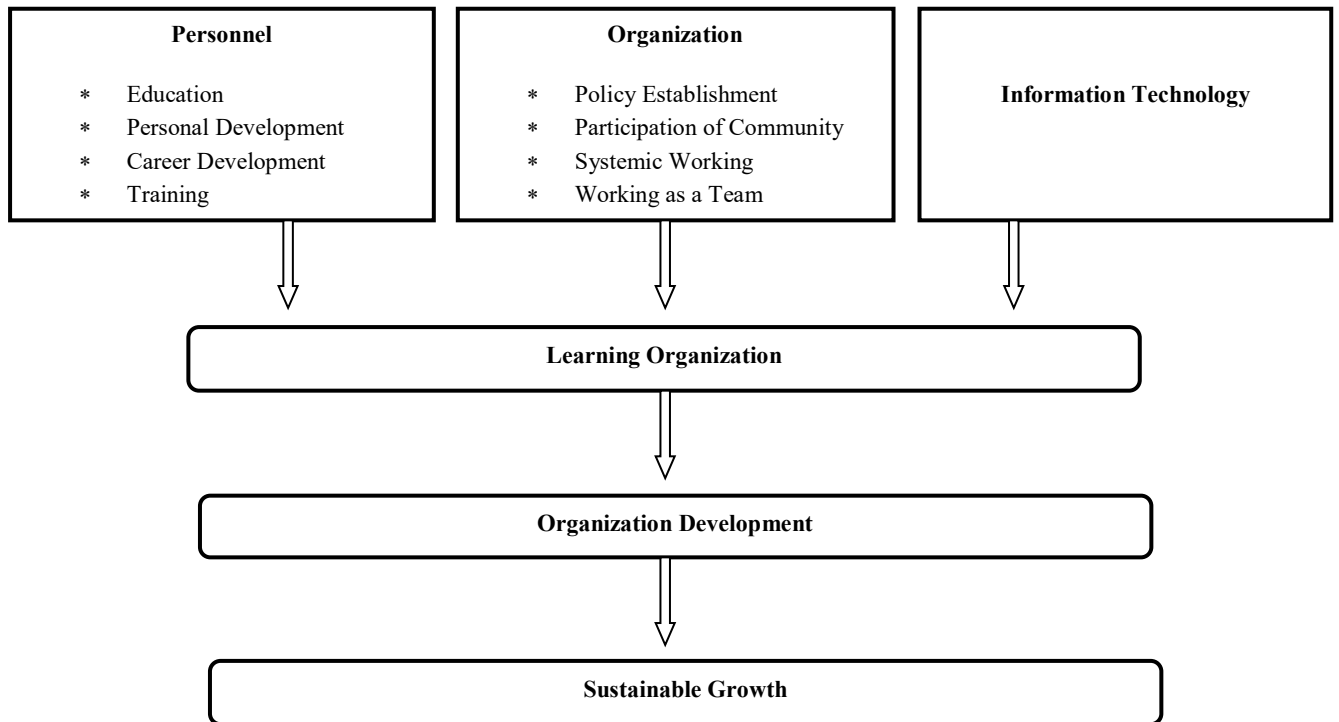 Personnel
* Education
* Personal Development
* Career Development
* Training
Organization
* Policy Establishment
* Participation of Community
* Systemic Working
* Working as a Team
Information Technology
Learning Organization
Organization Development
Sustainable Growth